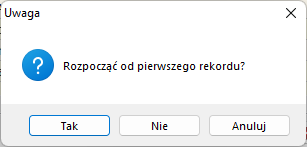 Uwaga
Rozpocząć od pierwszego rekordu?
Tak
Nie
Anuluj